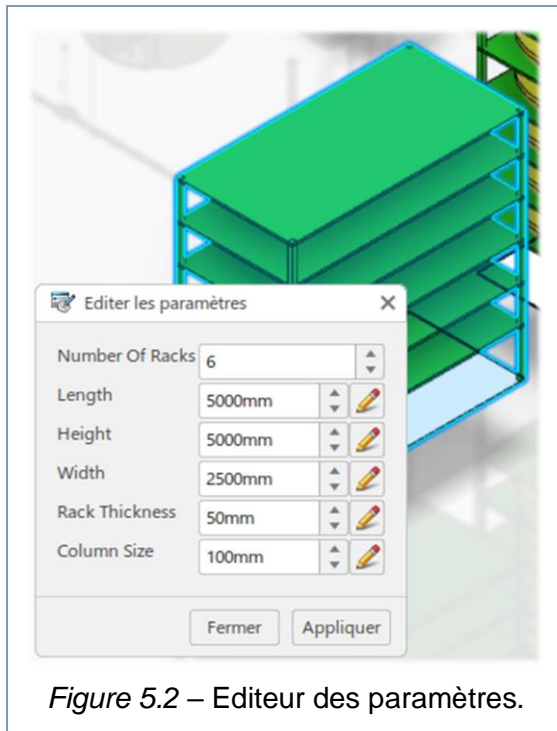 Editer les paramètres
Number Of Racks 6
Length 5000mm
Height 5000mm
Width 2500mm
Rack Thickness 50mm
Column Size 100mm
Fermer Appliquer
Figure 5.2 – Editeur des paramètres.